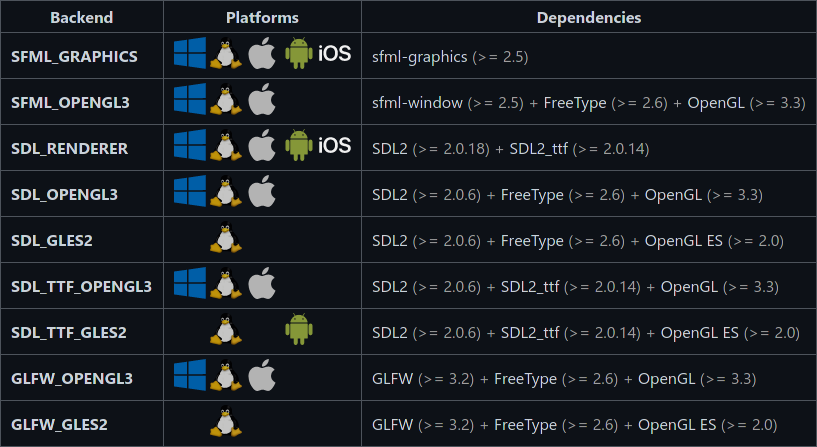 Backend Platforms Dependencies
SFML_GRAPHICS iOS sfml-graphics (>= 2.5)
SFML_OPENGL3 sfml-window (>= 2.5) + FreeType (>= 2.6) + OpenGL (>= 3.3)
SDL_RENDERER iOS SDL2 (>= 2.0.18) + SDL2_ttf (>= 2.0.14)
SDL_OPENGL3 SDL2 (>= 2.0.6) + FreeType (>= 2.6) + OpenGL (>= 3.3)
SDL_GLES2 SDL2 (>= 2.0.6) + FreeType (>= 2.6) + OpenGL ES (>= 2.0)
SDL_TTF_OPENGL3 SDL2 (>= 2.0.6) + SDL2_ttf (>= 2.0.14) + OpenGL (>= 3.3)
SDL_TTF_GLES2 SDL2 (>= 2.0.6) + SDL2_ttf (>= 2.0.14) + OpenGL ES (>= 2.0)
GLFW_OPENGL3 GLFW (>= 3.2) + FreeType (>= 2.6) + OpenGL (>= 3.3)
GLFW_GLES2 GLFW (>= 3.2) + FreeType (>= 2.6) + OpenGL ES (>= 2.0)